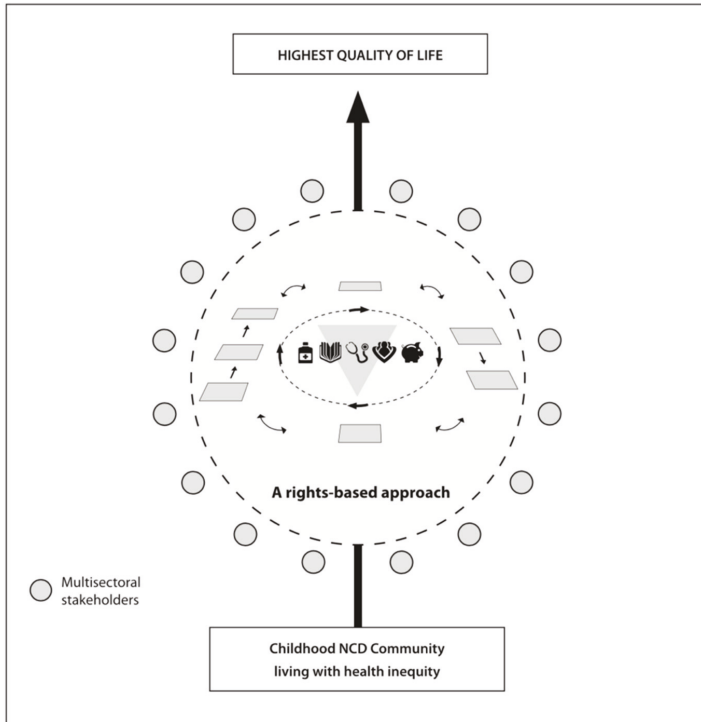 HIGHEST QUALITY OF LIFE
A rights-based approach
Multisectoral
stakeholders
Childhood NCD Community
living with health inequity